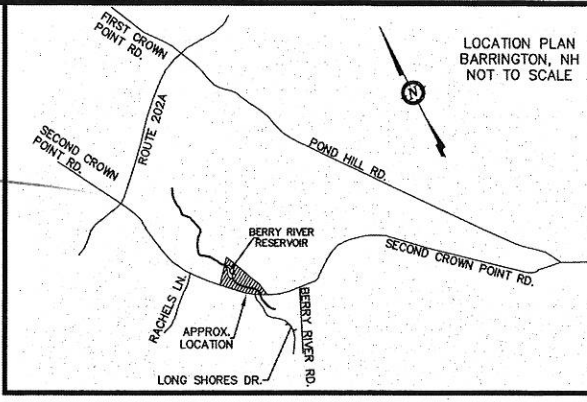 FIRST CROWN
POINT RD.
LOCATION PLAN
BARRINGTON, NH
NOT TO SCALE
N
ROUTE 202A
SECOND CROWN
POINT RD.
POND HILL RD.
BERRY RIVER
RESERVOIR
SECOND CROWN POINT RD.
RACHELS LN.
APPROX.
LOCATION
BERRY RIVER RD.
LONG SHORES DR.